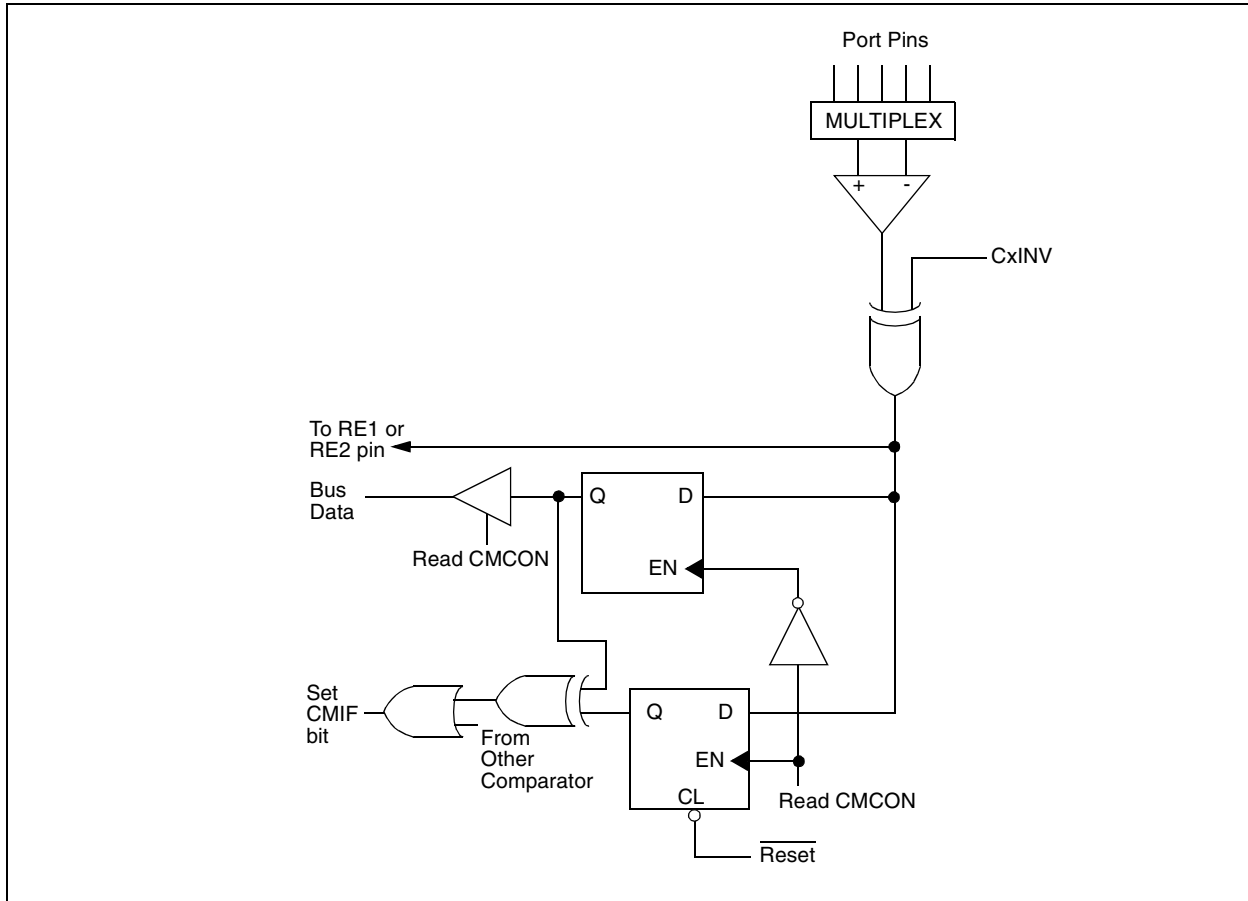 Port Pins
MULTIPLEX
+ -
CxINV
To RE1 or
RE2 pin
Bus
Data
Q D
Read CMCON
EN
Set
CMIF
bit
From
Other
Comparator
Q D
EN
CL
Read CMCON
Reset